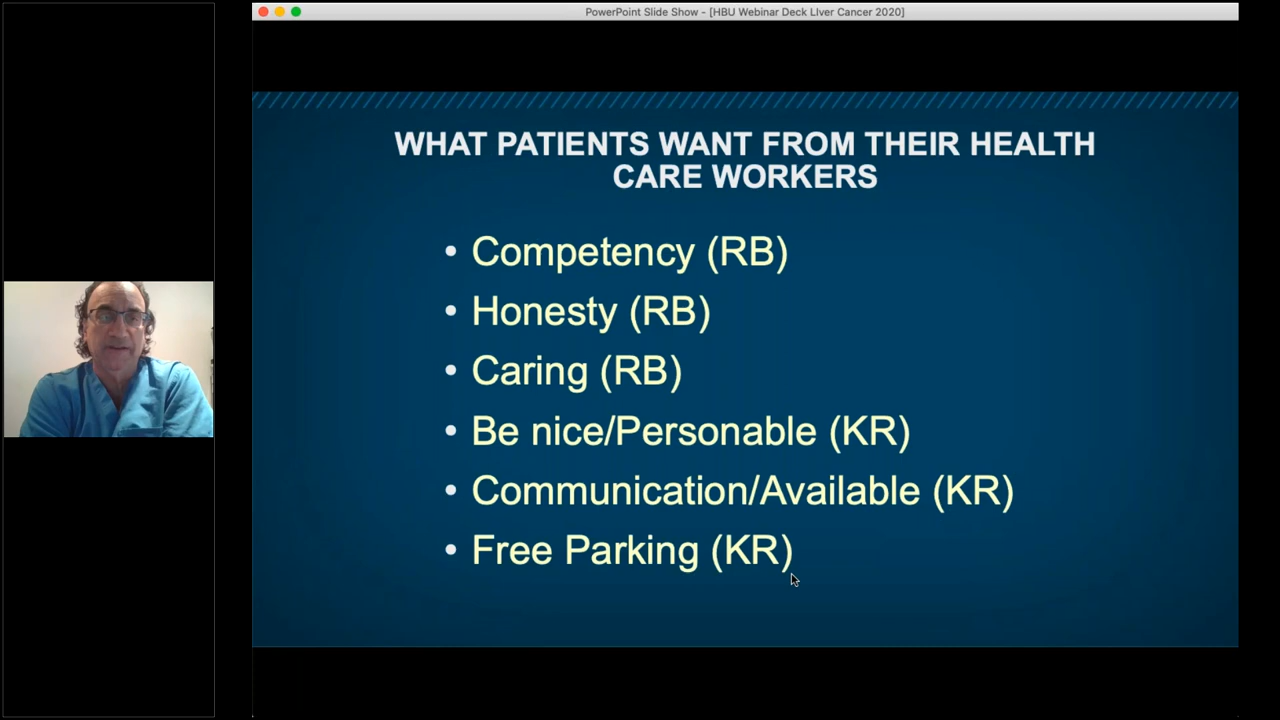 PowerPoint Slide Show - [HBU Webinar Deck LIver Cancer 2020]
WHAT PATIENTS WANT FROM THEIR HEALTH
CARE WORKERS
• Competency (RB)
• Honesty (RB)
• Caring (RB)
• Be nice/Personable (KR)
• Communication/Available (KR)
• Free Parking (KR)